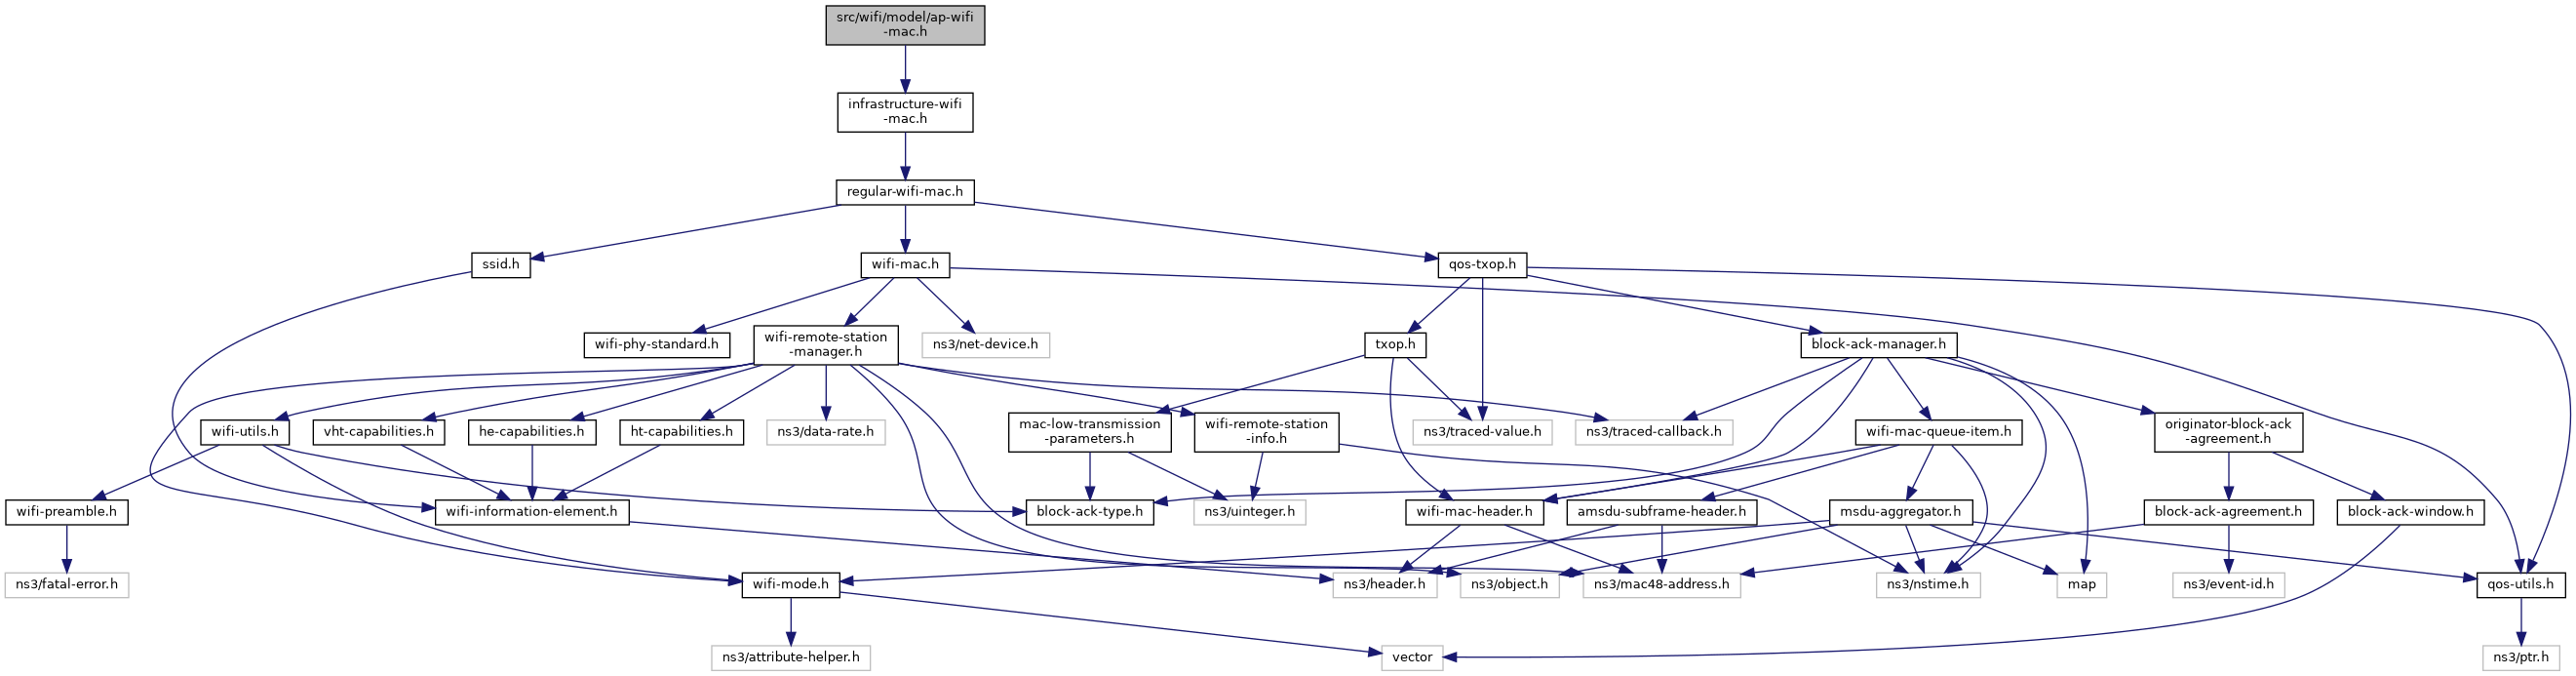 src/wifi/model/ap-wifi
-mac.h
infrastructure-wifi
-mac.h
regular-wifi-mac.h
ssid.h
wifi-mac.h
qos-txop.h
wifi-phy-standard.h
wifi-remote-station
-manager.h
ns3/net-device.h
txop.h
block-ack-manager.h
wifi-utils.h
vht-capabilities.h
he-capabilities.h
ht-capabilities.h
ns3/data-rate.h
mac-low-transmission
-parameters.h
wifi-remote-station
-info.h
ns3/traced-value.h
ns3/traced-callback.h
wifi-mac-queue-item.h
originator-block-ack
-agreement.h
wifi-preamble.h
wifi-information-element.h
block-ack-type.h
ns3/uinteger.h
wifi-mac-header.h
amsdu-subframe-header.h
msdu-aggregator.h
block-ack-agreement.h
block-ack-window.h
ns3/fatal-error.h
wifi-mode.h
ns3/header.h
ns3/object.h
ns3/mac48-address.h
ns3/nstime.h
map
ns3/event-id.h
qos-utils.h
ns3/attribute-helper.h
vector
ns3/ptr.h